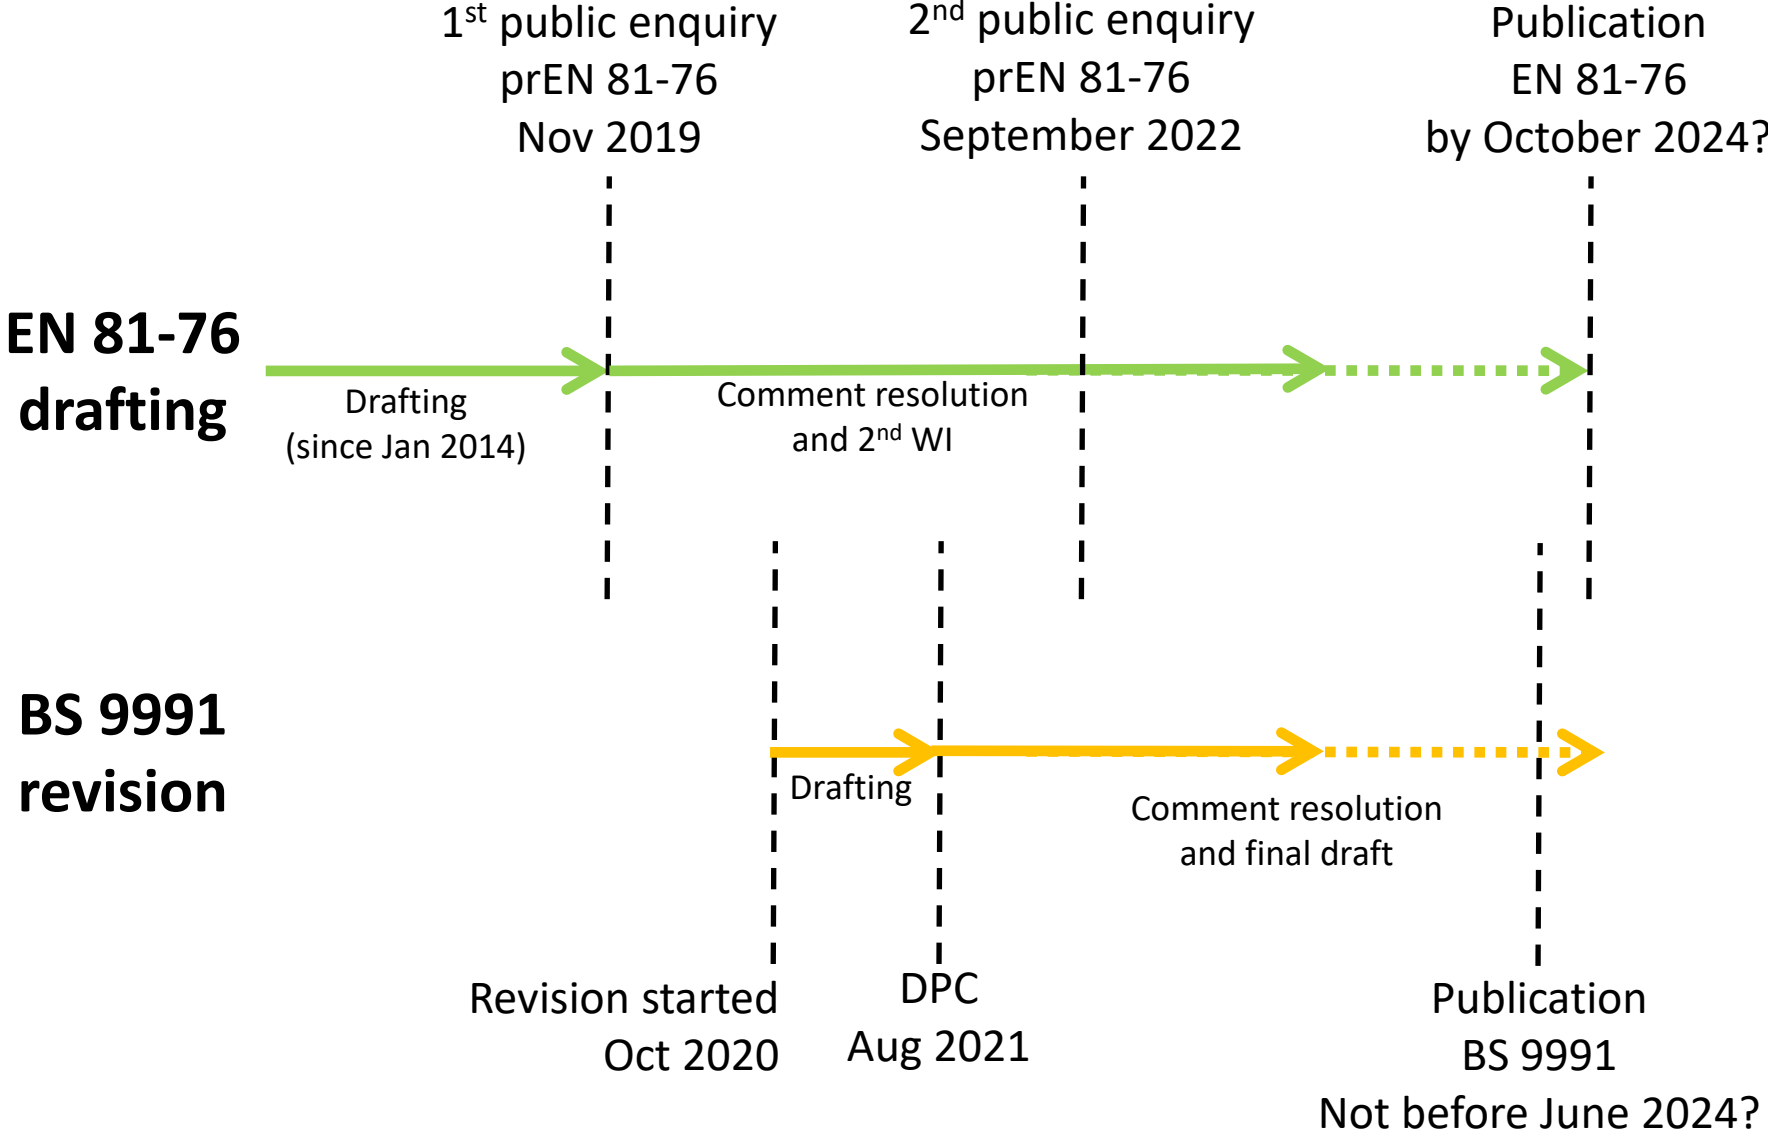 1st public enquiry
prEN 81-76
Nov 2019
2nd public enquiry
prEN 81-76
September 2022
Publication
EN 81-76
by October 2024?
EN 81-76
drafting
Drafting
(since Jan 2014)
Comment resolution
and 2nd WI
BS 9991
revision
Drafting
Comment resolution
and final draft
Revision started
Oct 2020
DPC
Aug 2021
Publication
BS 9991
Not before June 2024?